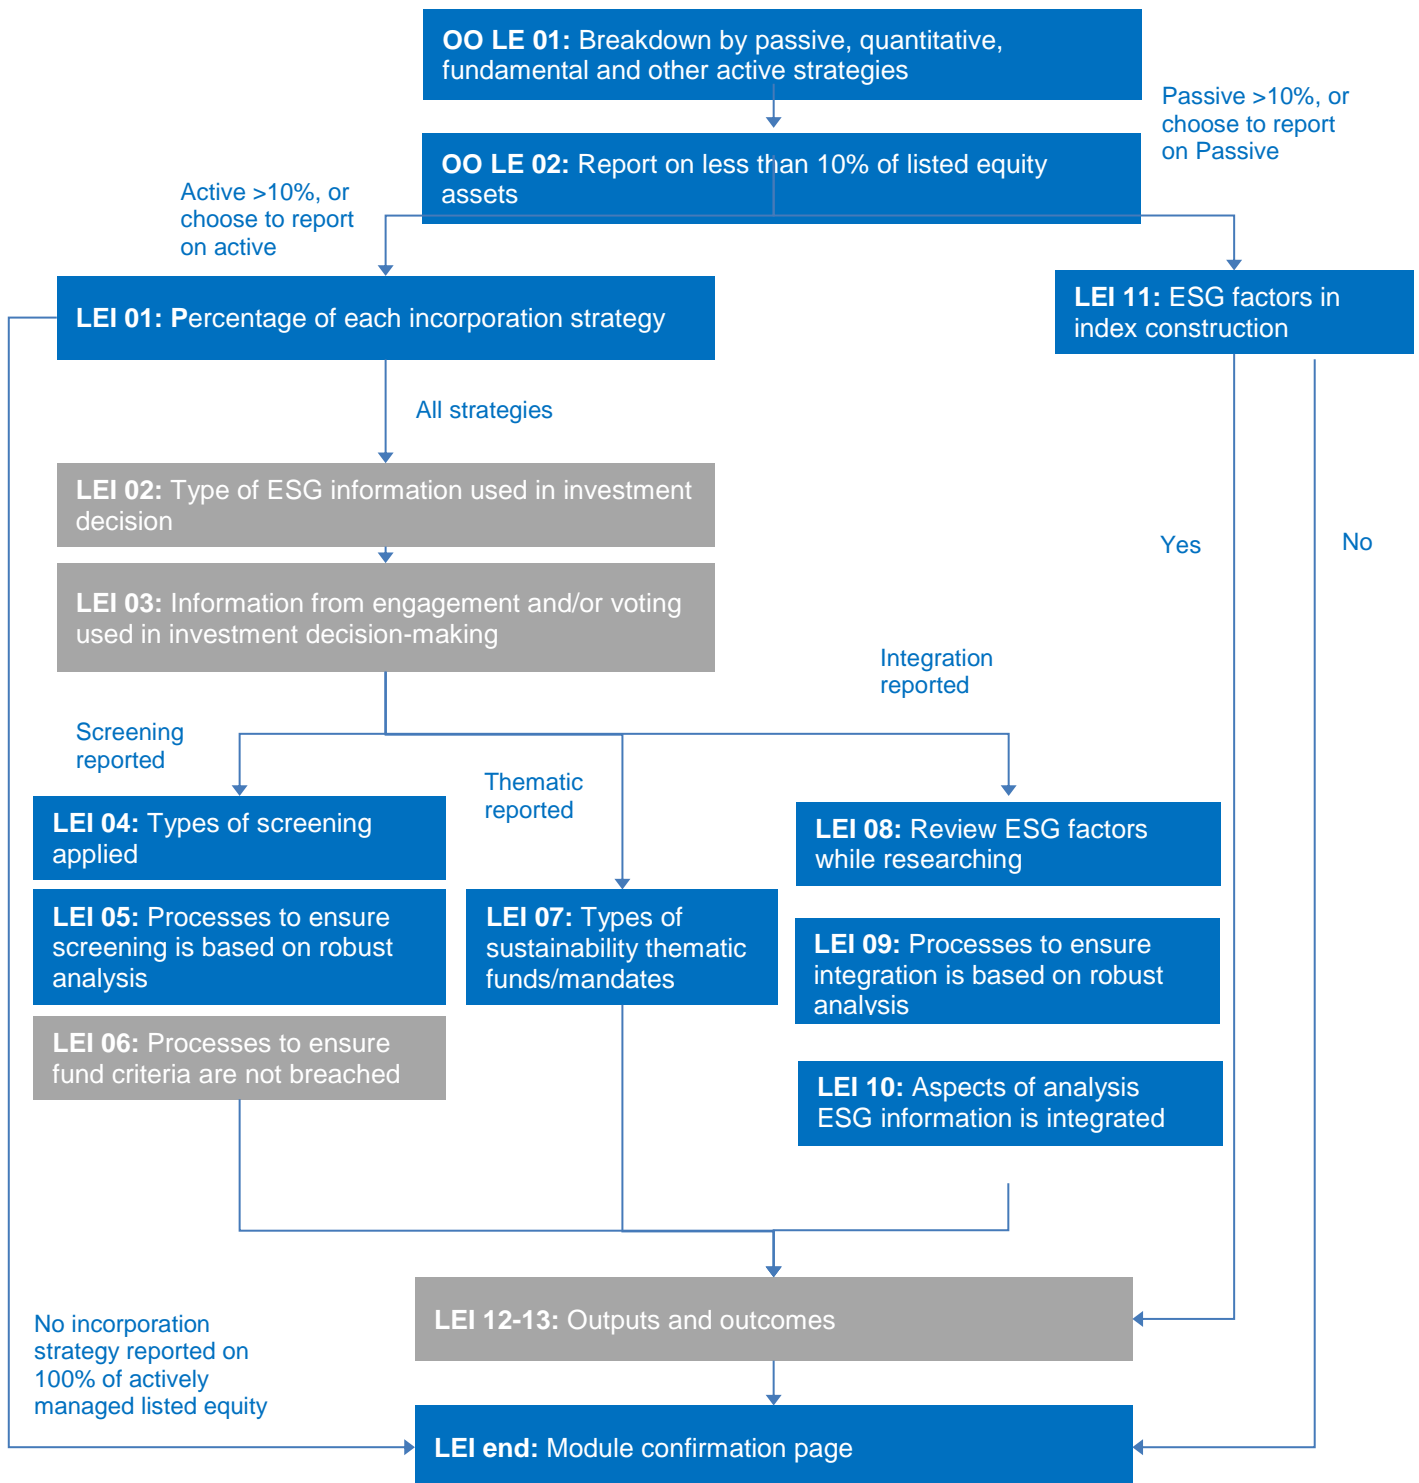 OO LE 01: Breakdown by passive, quantitative,
fundamental and other active strategies
Passive >10%, or
choose to report
on Passive
OO LE 02: Report on less than 10% of listed equity
assets
Active >10%, or
choose to report
on active
LEI 01: Percentage of each incorporation strategy
LEI 11: ESG factors in
index construction
All strategies
LEI 02: Type of ESG information used in investment
decision
Yes
No
LEI 03: Information from engagement and/or voting
used in investment decision-making
Integration
reported
Screening
reported
Thematic
reported
LEI 04: Types of screening
applied
LEI 08: Review ESG factors
while researching
LEI 05: Processes to ensure
screening is based on robust
analysis
LEI 07: Types of
sustainability thematic
funds/mandates
LEI 09: Processes to ensure
integration is based on robust
analysis
LEI 06: Processes to ensure
fund criteria are not breached
LEI 10: Aspects of analysis
ESG information is integrated
LEI 12-13: Outputs and outcomes
No incorporation
strategy reported on
100% of actively
managed listed equity
LEI end: Module confirmation page